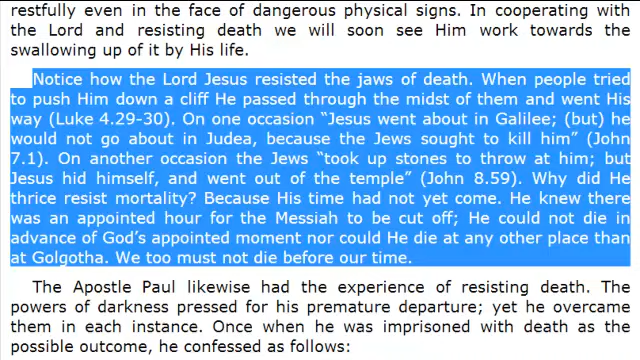 restfully even in the face of dangerous physical signs. In cooperating with
the Lord and resisting death we will soon see Him work towards the
swallowing up of it by His life.
Notice how the Lord Jesus resisted the jaws of death. When people tried
to push Him down a cliff He passed through the midst of them and went His
way (Luke 4.29-30). On one occasion “Jesus went about in Galilee; (but) he
would not go about in Judea, because the Jews sought to kill him” (John
7.1). On another occasion the Jews “took up stones to throw at him; but
Jesus hid himself, and went out of the temple” (John 8.59). Why did He
thrice resist mortality? Because His time had not yet come. He knew there
was an appointed hour for the Messiah to be cut off; He could not die in
advance of God’s appointed moment nor could He die at any other place than
at Golgotha. We too must not die before our time.
The Apostle Paul likewise had the experience of resisting death. The
powers of darkness pressed for his premature departure; yet he overcame
them in each instance. Once when he was imprisoned with death as the
possible outcome, he confessed as follows: